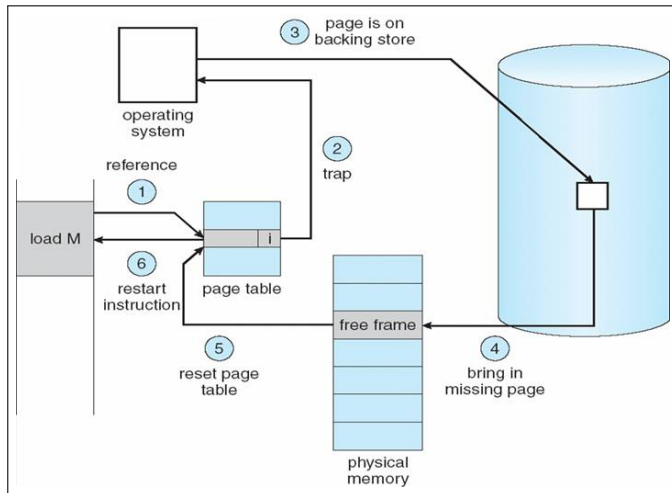 3
page is on
backing store
operating
system
2
trap
reference
1
load M
i
6
restart
instruction
page table
free frame
5
reset page
table
4
bring in
missing page
physical
memory